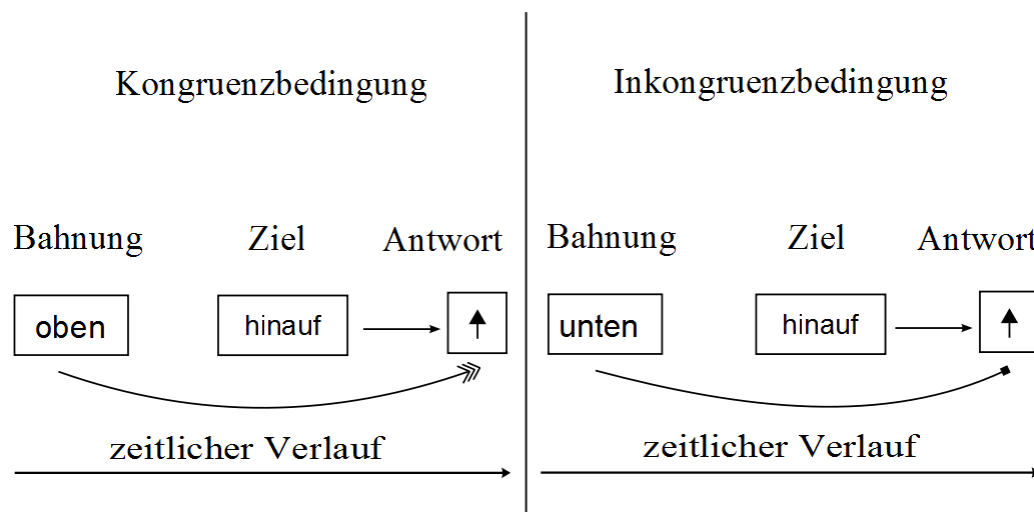 Kongruenzbedingung
Bahnung Ziel Antwort
oben hinauf
zeitlicher Verlauf
Inkongruenzbedingung
Bahnung Ziel Antwort
unten hinauf
zeitlicher Verlauf